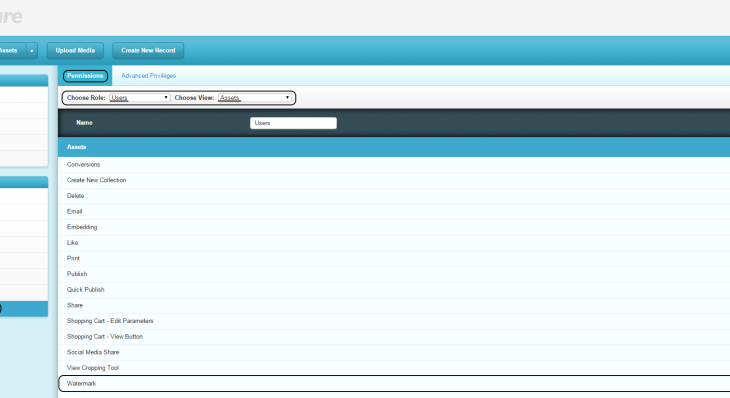 Assets Upload Media Create New Record
Permissions Advanced Privileges
Choose Role: Users Choose View: Assets
Name Users
Assets
Conversions
Create New Collection
Delete
Email
Embedding
Like
Print
Publish
Quick Publish
Share
Shopping Cart - Edit Parameters
Shopping Cart - View Button
Social Media Share
View Cropping Tool
Watermark